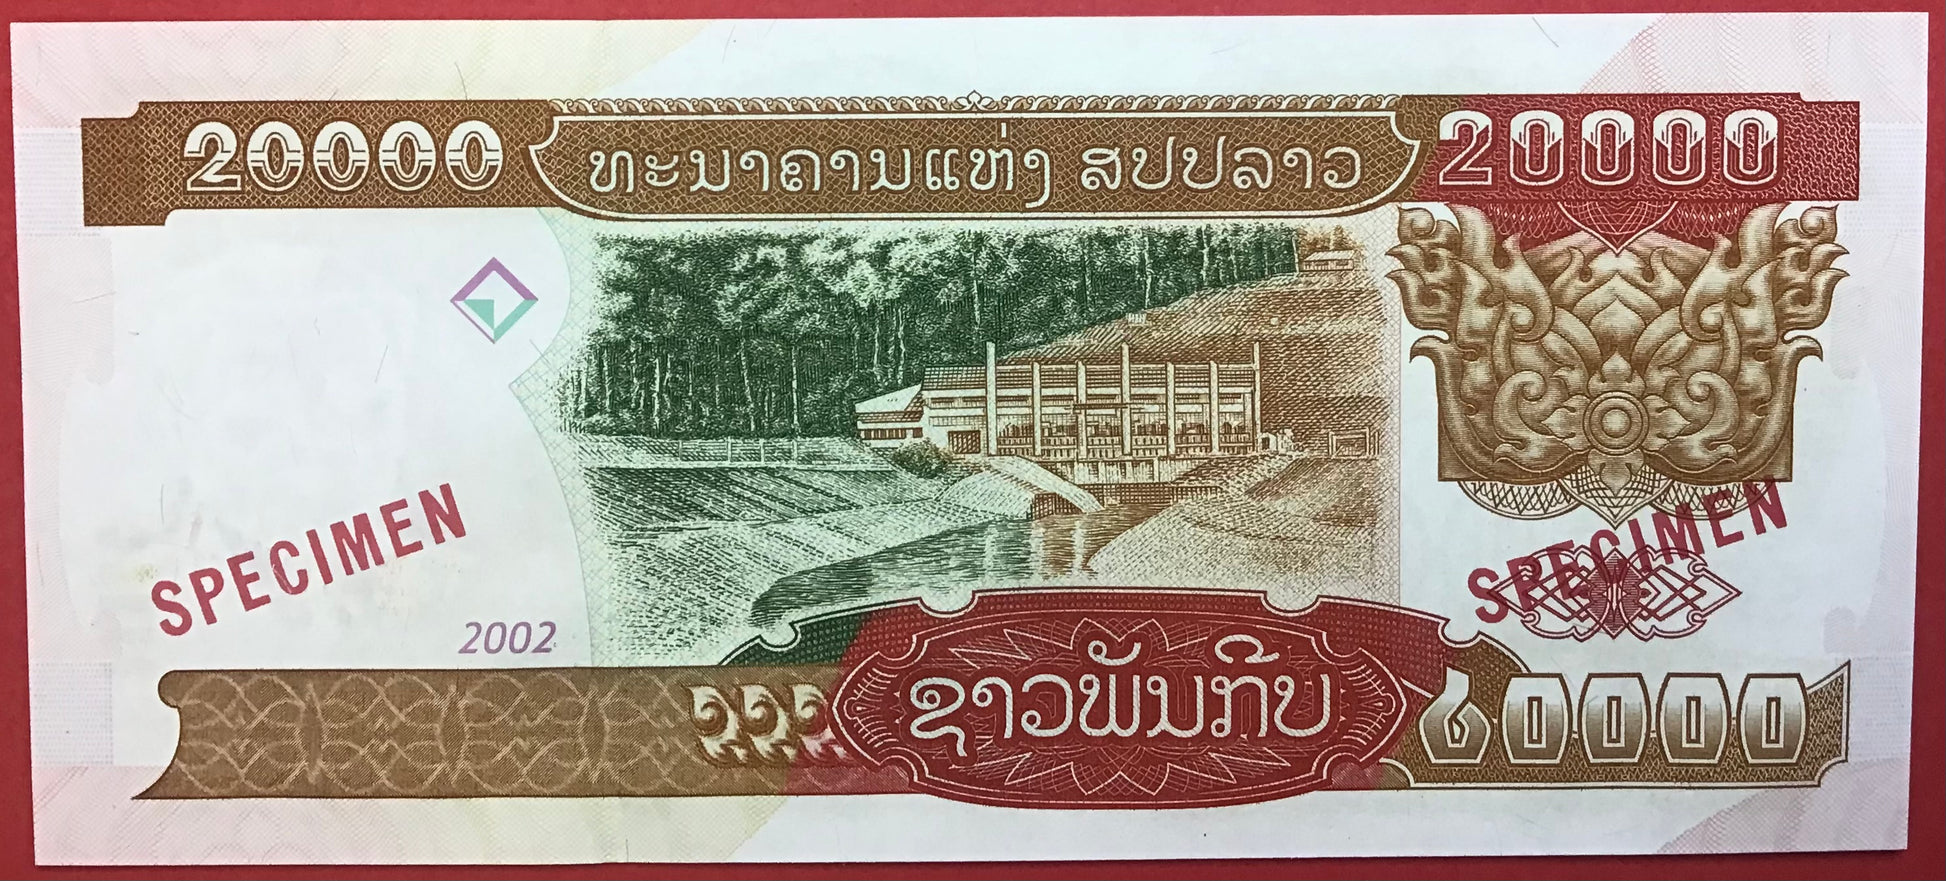 20000 ທະນາຄານແຫ່ງ ສປປລາວ 20000
SPECIMEN
SPECIMEN
2002
ຊາວພັນກີບ
໒໐໐໐໐